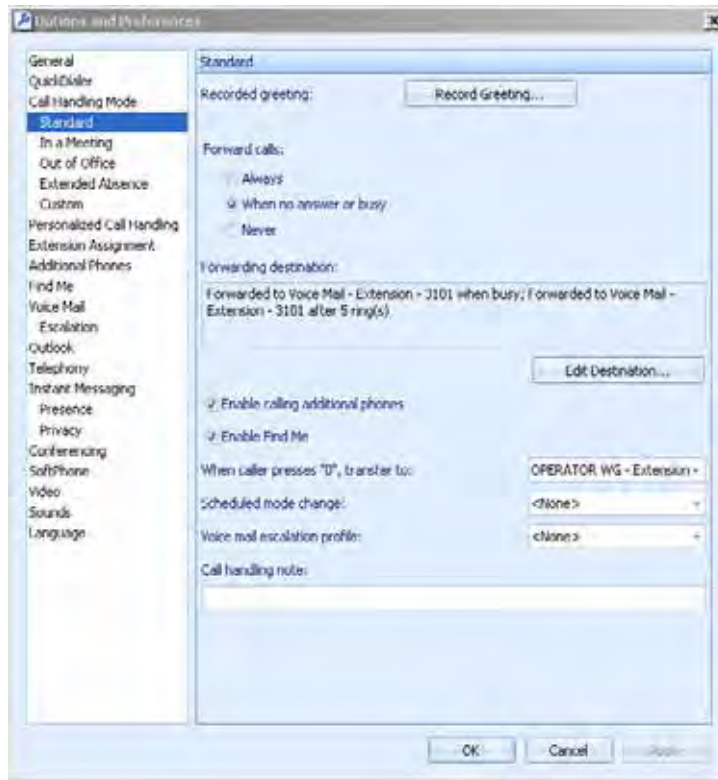 Options and Preferences
General
QuickDialer
Call Handling Mode
Standard
In a Meeting
Out of Office
Extended Absence
Custom
Personalized Call Handling
Extension Assignment
Additional Phones
Find Me
Voice Mail
Escalation
Outlook
Telephony
Instant Messaging
Presence
Privacy
Conferencing
SoftPhone
Video
Sounds
Language
Standard
Recorded greeting:
Record Greeting...
Forward calls:
Always
When no answer or busy
Never
Forwarding destination:
Forwarded to Voice Mail - Extension - 3101 when busy; Forwarded to Voice Mail -
Extension - 3101 after 5 ring(s)
Edit Destination...
Enable calling additional phones
Enable Find Me
When caller presses "0", transfer to:
OPERATOR WG - Extension -
Scheduled mode change:
<None>
Voice mail escalation profile:
<None>
Call handling note:
OK
Cancel
Apply